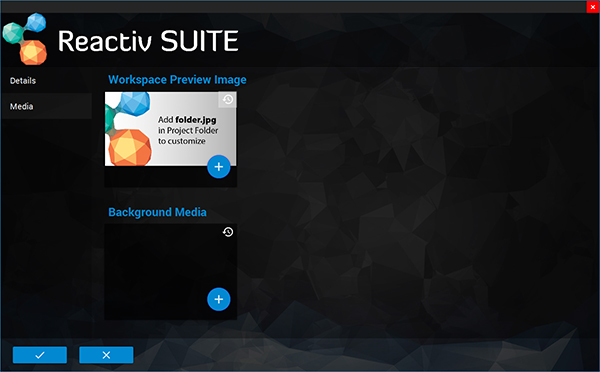 Reactiv SUITE
Details
Media
Workspace Preview Image
Add folder.jpg
in Project Folder
to customize
Background Media